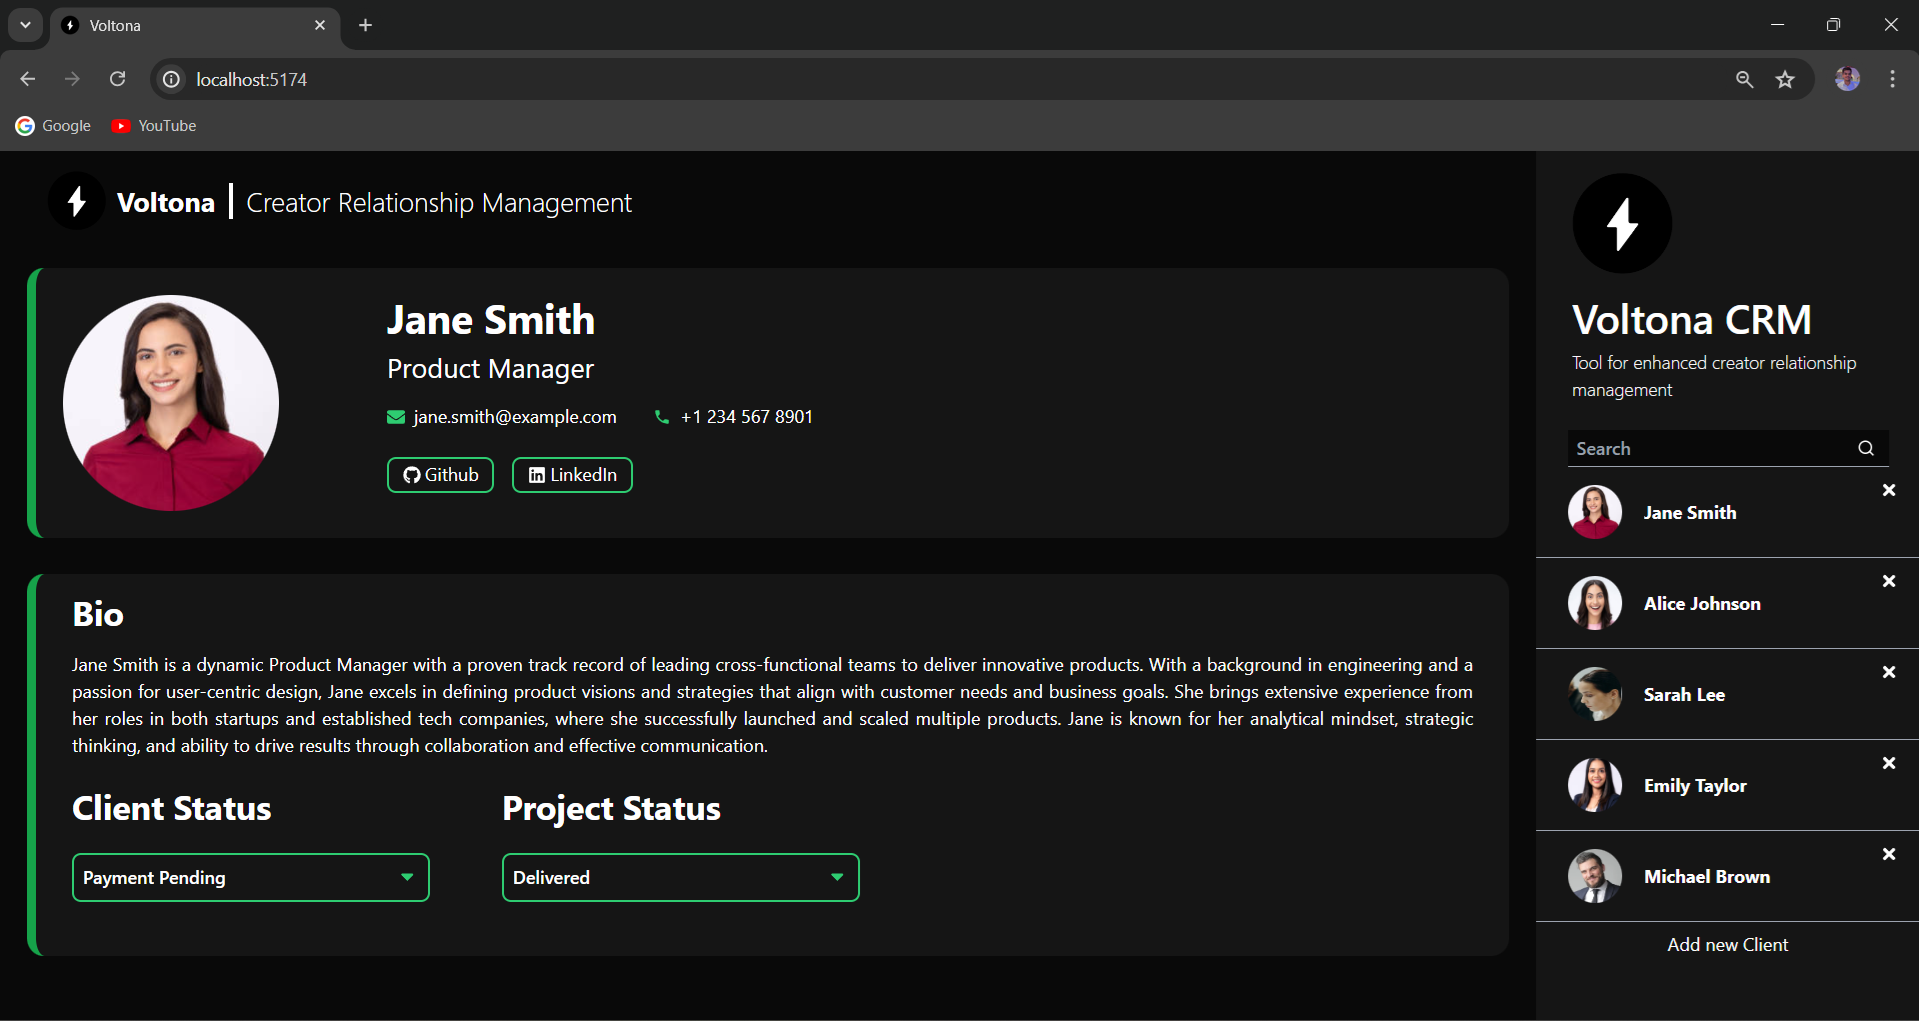 Voltona
localhost:5174
Google
YouTube
Voltona
Creator Relationship Management
Jane Smith
Product Manager
jane.smith@example.com
+1 234 567 8901
Github
LinkedIn
Bio
Jane Smith is a dynamic Product Manager with a proven track record of leading cross-functional teams to deliver innovative products. With a background in engineering and a
passion for user-centric design, Jane excels in defining product visions and strategies that align with customer needs and business goals. She brings extensive experience from
her roles in both startups and established tech companies, where she successfully launched and scaled multiple products. Jane is known for her analytical mindset, strategic
thinking, and ability to drive results through collaboration and effective communication.
Client Status
Project Status
Payment Pending
Delivered
Voltona CRM
Tool for enhanced creator relationship
management
Search
Jane Smith
Alice Johnson
Sarah Lee
Emily Taylor
Michael Brown
Add new Client